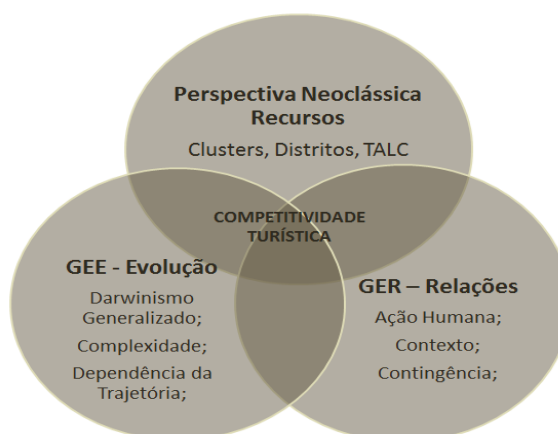 Perspectiva Neoclássica
Recursos
Clusters, Distritos, TALC
COMPETITIVIDADE
TURÍSTICA
GEE - Evolução
Darwinismo
Generalizado;
Complexidade;
Dependência da
Trajetória;
GER – Relações
Ação Humana;
Contexto;
Contingência;